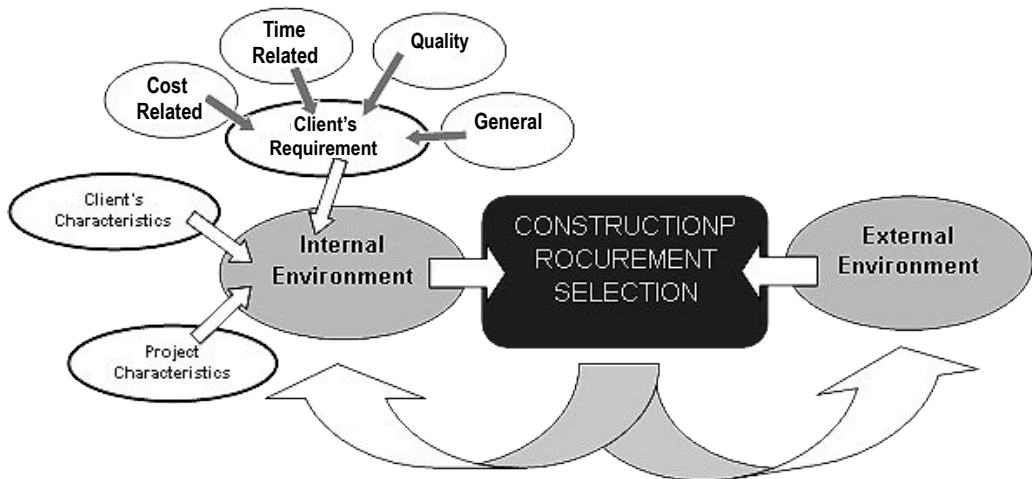 Time
Related
Quality
Cost
Related
Client's
Requirement
General
Client's
Characteristics
Internal
Environment
CONSTRUCTIONP
ROCUREMENT
SELECTION
External
Environment
Project
Characteristics